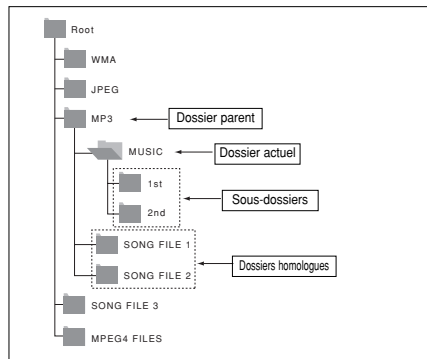 Root
WMA
JPEG
MP3 Dossier parent
MUSIC Dossier actuel
1st
Sous-dossiers
2nd
SONG FILE 1
Dossiers homologues
SONG FILE 2
SONG FILE 3
MPEG4 FILES